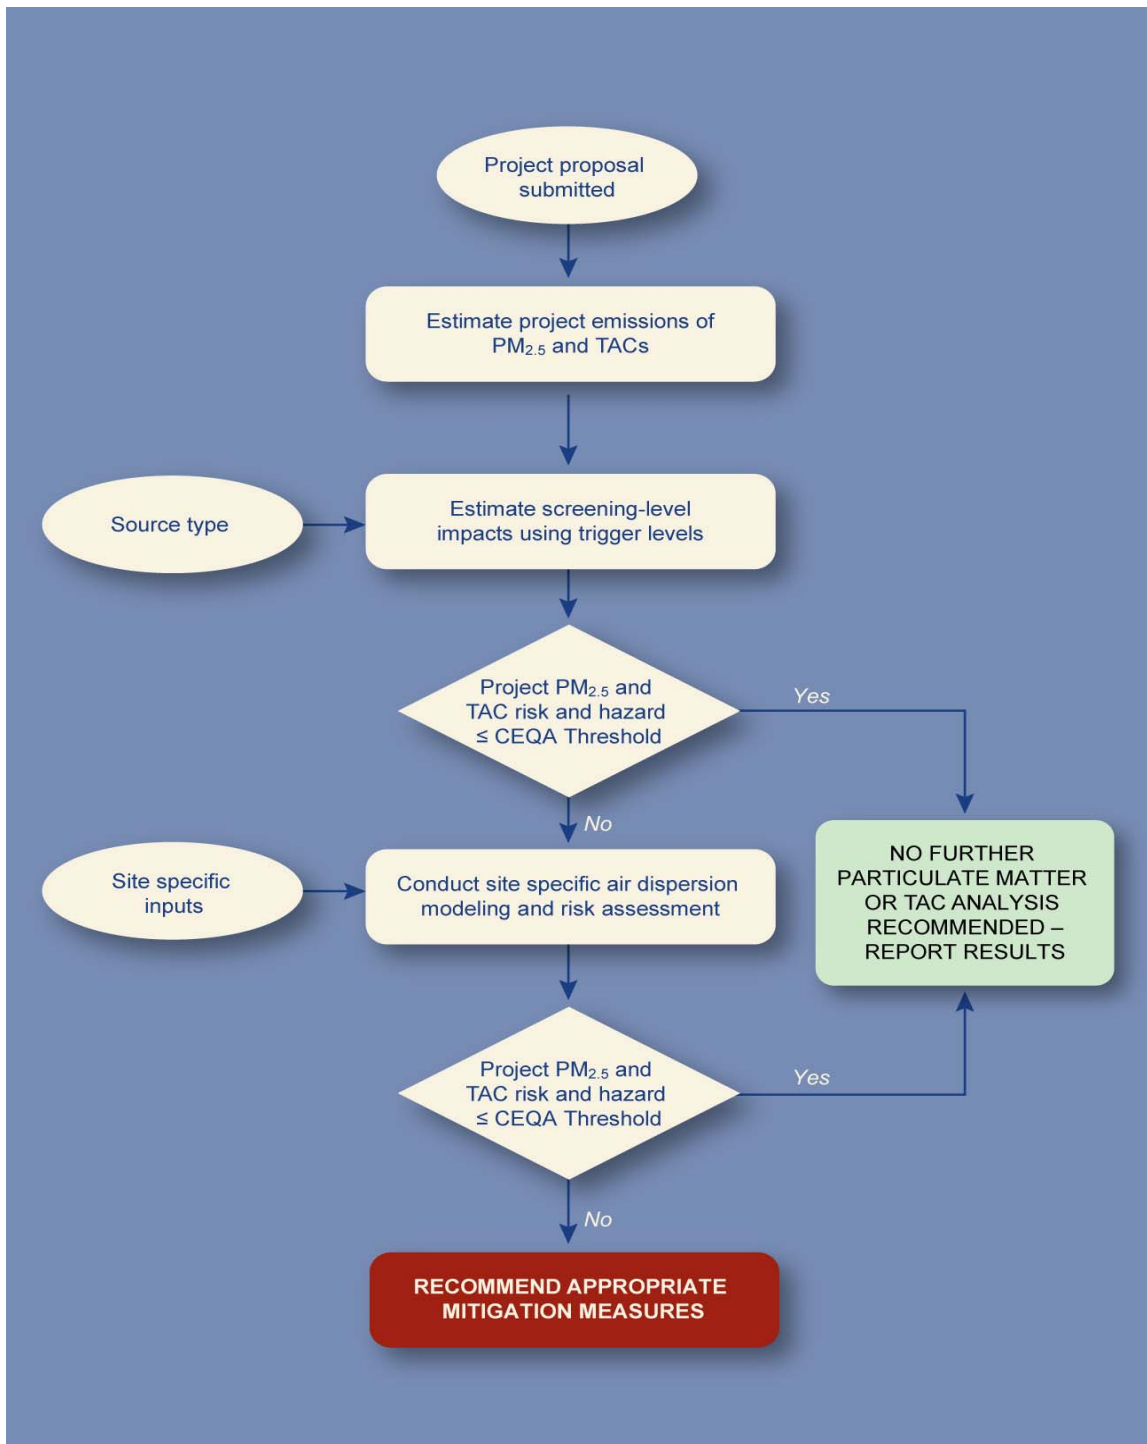 Project proposal
submitted
Estimate project emissions of
PM2.5 and TACs
Source type
Estimate screening-level
impacts using trigger levels
Project PM2.5 and
TAC risk and hazard
≤ CEQA Threshold
Yes
No
Site specific
inputs
Conduct site specific air dispersion
modeling and risk assessment
NO FURTHER
PARTICULATE MATTER
OR TAC ANALYSIS
RECOMMENDED –
REPORT RESULTS
Project PM2.5 and
TAC risk and hazard
≤ CEQA Threshold
Yes
No
RECOMMEND APPROPRIATE
MITIGATION MEASURES